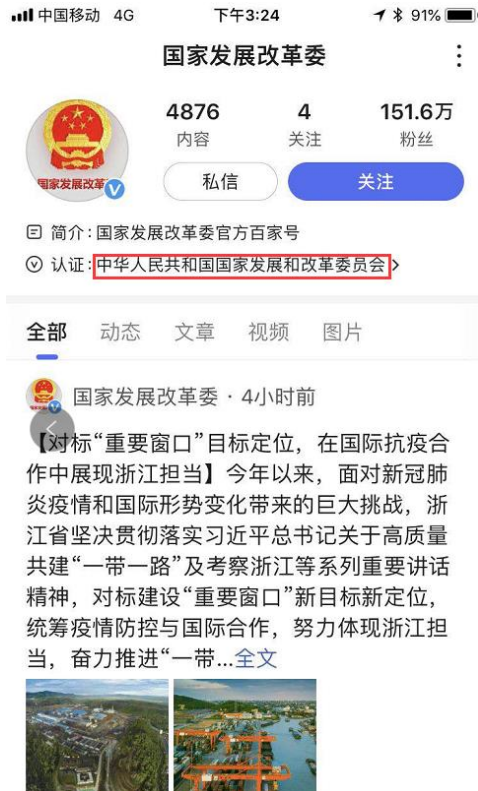 中国移动 4G 下午3:24 91%
国家发展改革委
4876 4 151.6万
内容 关注 粉丝
国家发展改革 私信 关注
简介:国家发展改革委官方百家号
认证:中华人民共和国国家发展和改革委员会
全部 动态 文章 视频 图片
国家发展改革委 · 4小时前
【对标“重要窗口”目标定位，在国际抗疫合
作中展现浙江担当】今年以来，面对新冠肺
炎疫情和国际形势变化带来的巨大挑战，浙
江省坚决贯彻落实习近平总书记关于高质量
共建“一带一路”及考察浙江等系列重要讲话
精神，对标建设“重要窗口”新目标新定位，
统筹疫情防控与国际合作，努力体现浙江担
当，奋力推进“一带...全文